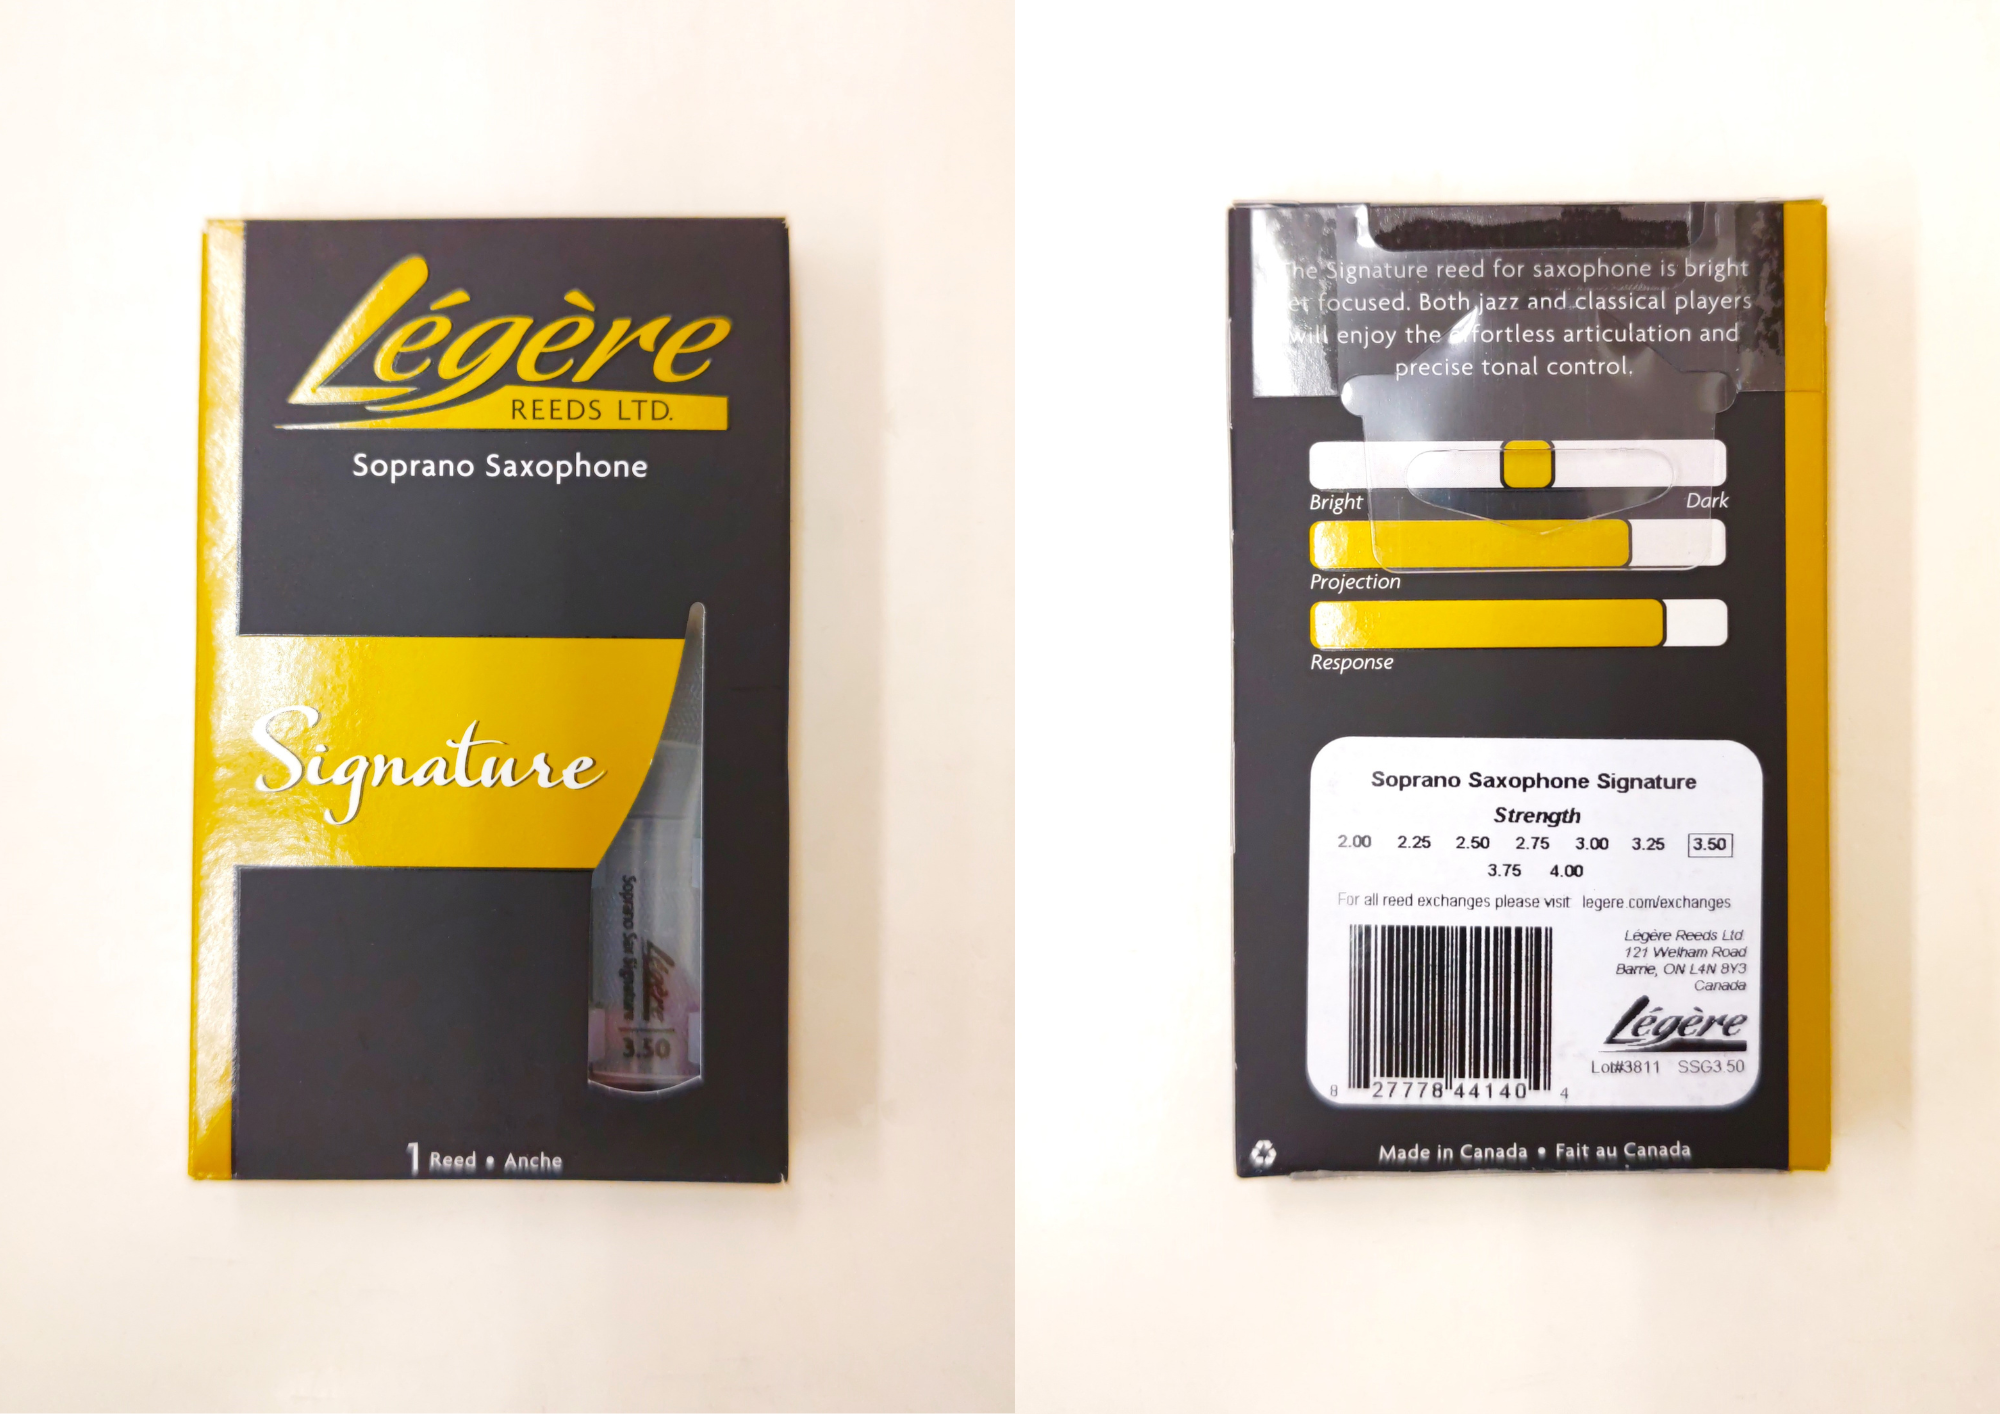 Légère
REEDS LTD.
Soprano Saxophone
Signature
Soprano Sax Signature
Légère
3.50
1 Reed • Anche
The Signature reed for saxophone is bright
yet focused. Both jazz and classical players
will enjoy the effortless articulation and
precise tonal control.
Bright Dark
Projection
Response
Soprano Saxophone Signature
Strength
2.00 2.25 2.50 2.75 3.00 3.25 3.50
3.75 4.00
For all reed exchanges please visit legere.com/exchanges
Légère Reeds Ltd.
121 Welham Road
Barrie, ON L4N 8Y3
Canada
Légère
Lot#3811 SSG3.50
8 27778 44140 4
Made in Canada • Fait au Canada